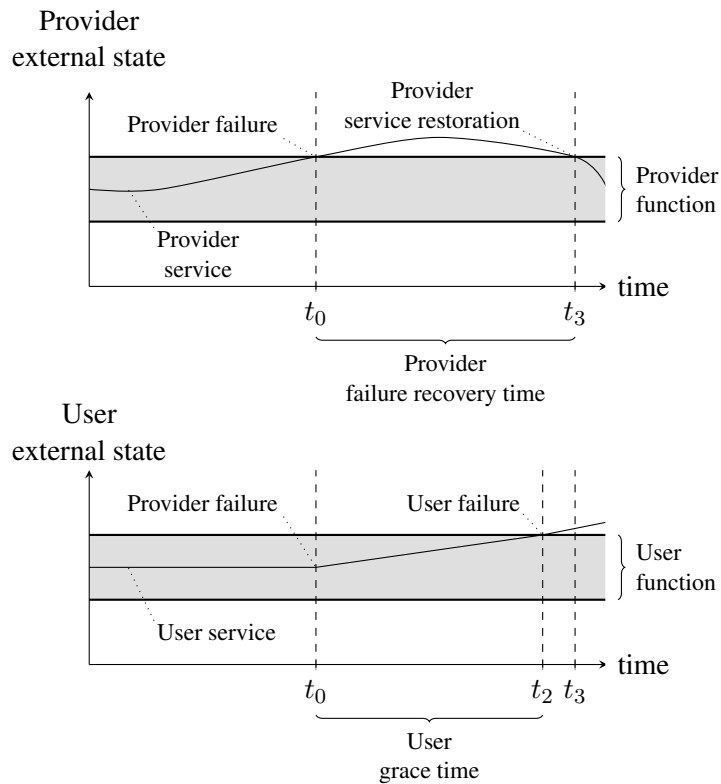 Provider
external state
Provider failure
Provider
service restoration
Provider
function
Provider
service
time
t0
t3
Provider
failure recovery time
User
external state
Provider failure
User failure
User
function
User service
time
t0
t2 t3
User
grace time